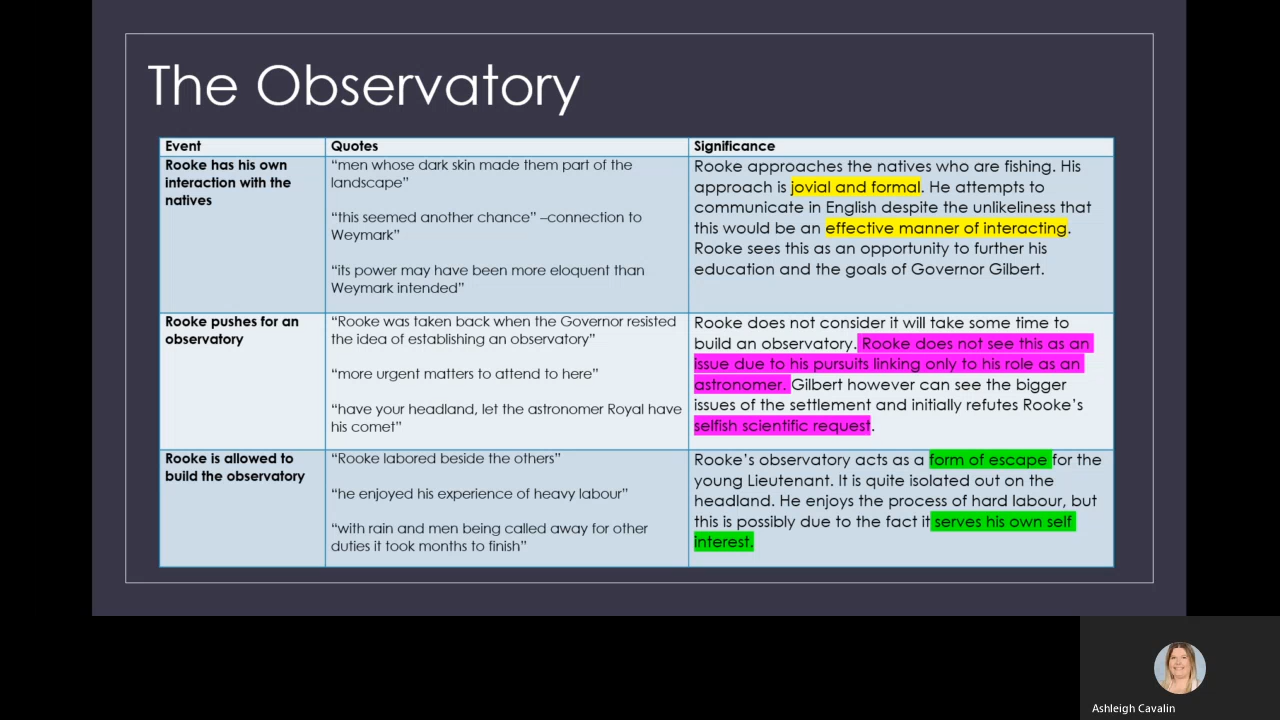 The Observatory
Event
Quotes
Significance
Rooke has his own
interaction with the
natives
“men whose dark skin made them part of the
landscape”
“this seemed another chance” –connection to
Weymark”
“its power may have been more eloquent than
Weymark intended”
Rooke approaches the natives who are fishing. His
approach is jovial and formal. He attempts to
communicate in English despite the unlikeliness that
this would be an effective manner of interacting.
Rooke sees this as an opportunity to further his
education and the goals of Governor Gilbert.
Rooke pushes for an
observatory
“Rooke was taken back when the Governor resisted
the idea of establishing an observatory”
“more urgent matters to attend to here”
“have your headland, let the astronomer Royal have
his comet”
Rooke does not consider it will take some time to
build an observatory. Rooke does not see this as an
issue due to his pursuits linking only to his role as an
astronomer. Gilbert however can see the bigger
issues of the settlement and initially refutes Rooke’s
selfish scientific request.
Rooke is allowed to
build the observatory
“Rooke labored beside the others”
“he enjoyed his experience of heavy labour”
“with rain and men being called away for other
duties it took months to finish”
Rooke’s observatory acts as a form of escape for the
young Lieutenant. It is quite isolated out on the
headland. He enjoys the process of hard labour, but
this is possibly due to the fact it serves his own self
interest.
Ashleigh Cavalin